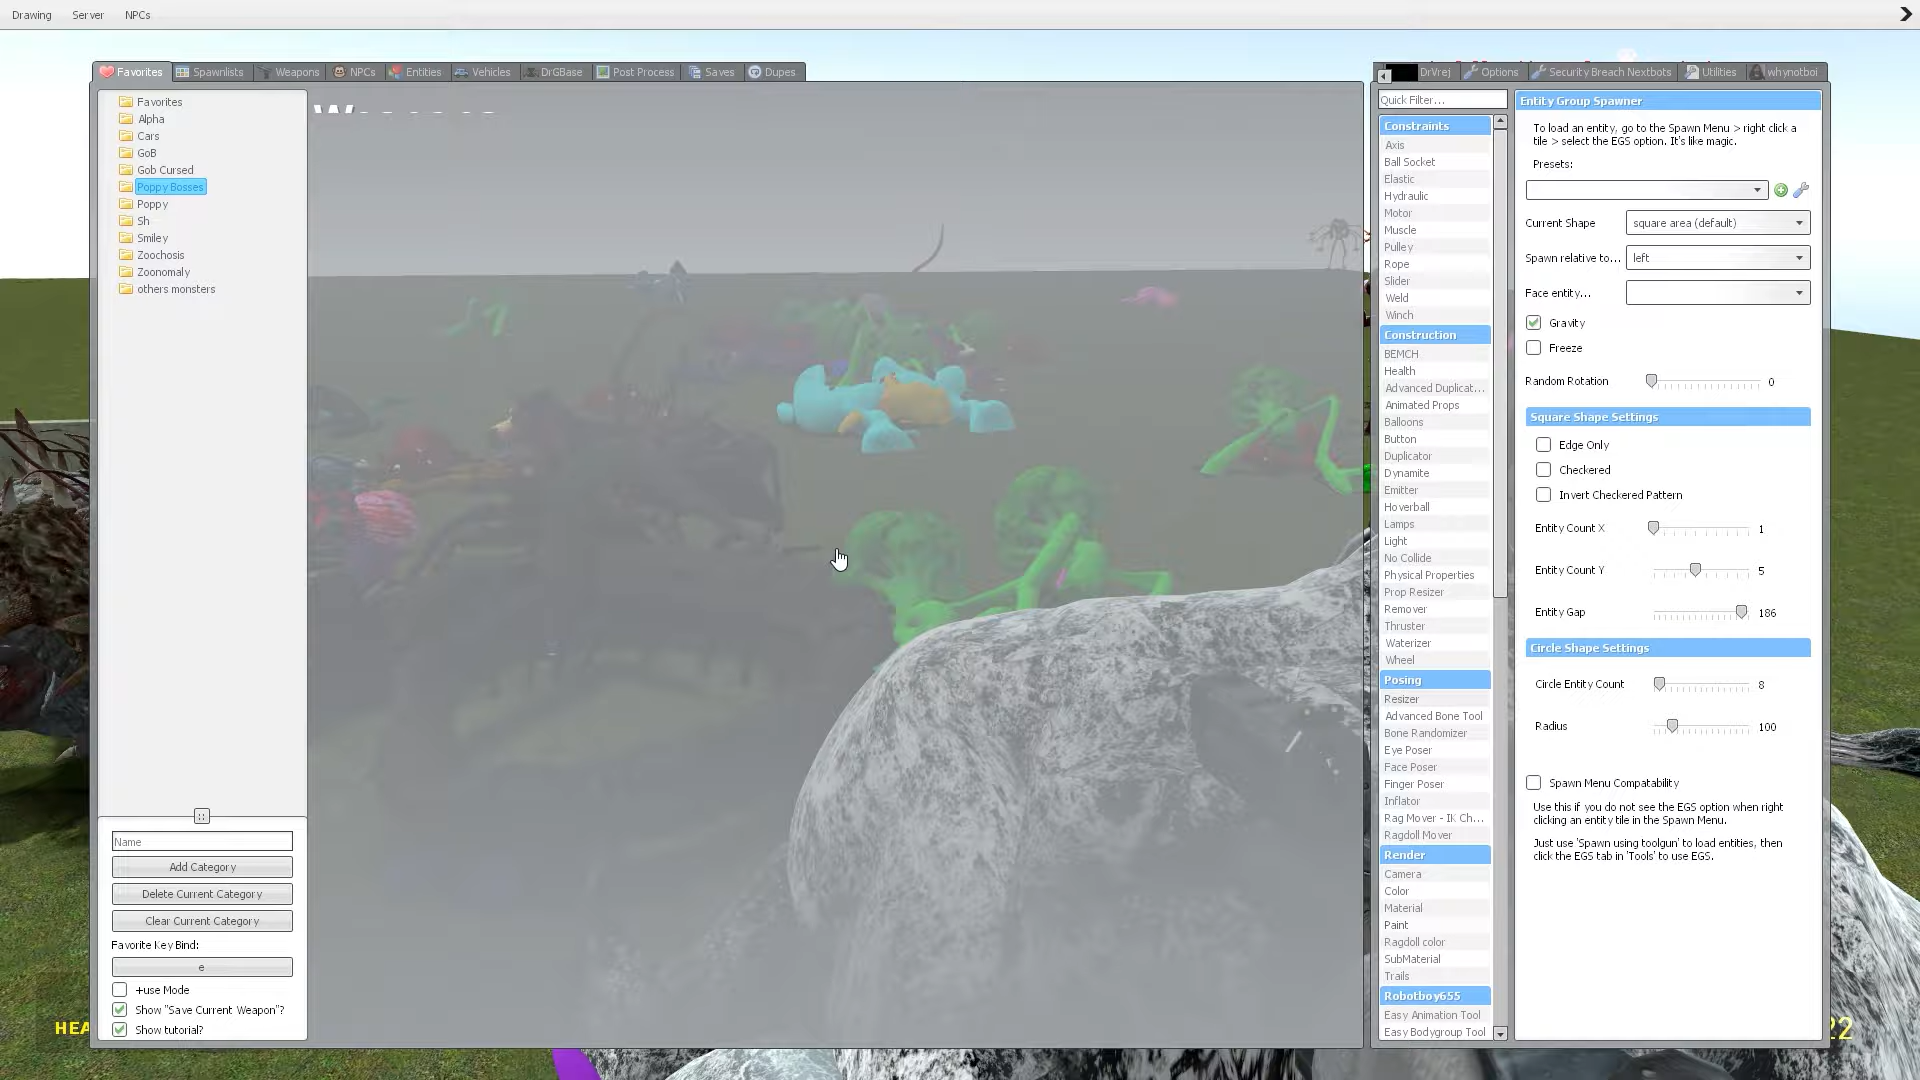 Drawing Server NPCs
Favorites Spawnlists Weapons NPCs Entities Vehicles DrGBase Post Process Saves Dupes
DrVrej Options Security Breach Nextbots Utilities whynotboi
Favorites
Alpha
Cars
GoB
Gob Cursed
Poppy Bosses
Poppy
Sh
Smiley
Zoochosis
Zoonomaly
others monsters
Name
Add Category
Delete Current Category
Clear Current Category
Favorite Key Bind:
e
+use Mode
Show "Save Current Weapon"?
Show tutorial?
HEA
Quick Filter...
Constraints
Axis
Ball Socket
Elastic
Hydraulic
Motor
Muscle
Pulley
Rope
Slider
Weld
Winch
Construction
BEMCH
Health
Advanced Duplicat...
Animated Props
Balloons
Button
Duplicator
Dynamite
Emitter
Hoverball
Lamps
Light
No Collide
Physical Properties
Prop Resizer
Remover
Thruster
Waterizer
Wheel
Posing
Resizer
Advanced Bone Tool
Bone Randomizer
Eye Poser
Face Poser
Finger Poser
Inflator
Rag Mover - IK Ch...
Ragdoll Mover
Render
Camera
Color
Material
Paint
Ragdoll color
SubMaterial
Trails
Robotboy655
Easy Animation Tool
Easy Bodygroup Tool
Entity Group Spawner
To load an entity, go to the Spawn Menu > right click a
tile > select the EGS option. It's like magic.
Presets:
Current Shape square area (default)
Spawn relative to... left
Face entity...
Gravity
Freeze
Random Rotation 0
Square Shape Settings
Edge Only
Checkered
Invert Checkered Pattern
Entity Count X 1
Entity Count Y 5
Entity Gap 186
Circle Shape Settings
Circle Entity Count 8
Radius 100
Spawn Menu Compatability
Use this if you do not see the EGS option when right
clicking an entity tile in the Spawn Menu.
Just use 'Spawn using toolgun' to load entities, then
click the EGS tab in 'Tools' to use EGS.
22